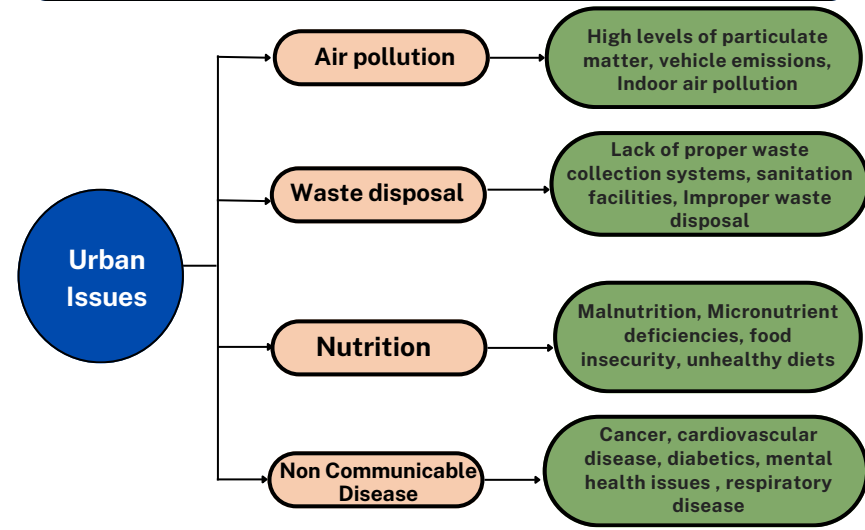 Urban
Issues
Air pollution
High levels of particulate
matter, vehicle emissions,
Indoor air pollution
Waste disposal
Lack of proper waste
collection systems, sanitation
facilities, Improper waste
disposal
Nutrition
Malnutrition, Micronutrient
deficiencies, food
insecurity, unhealthy diets
Non Communicable
Disease
Cancer, cardiovascular
disease, diabetics, mental
health issues , respiratory
disease